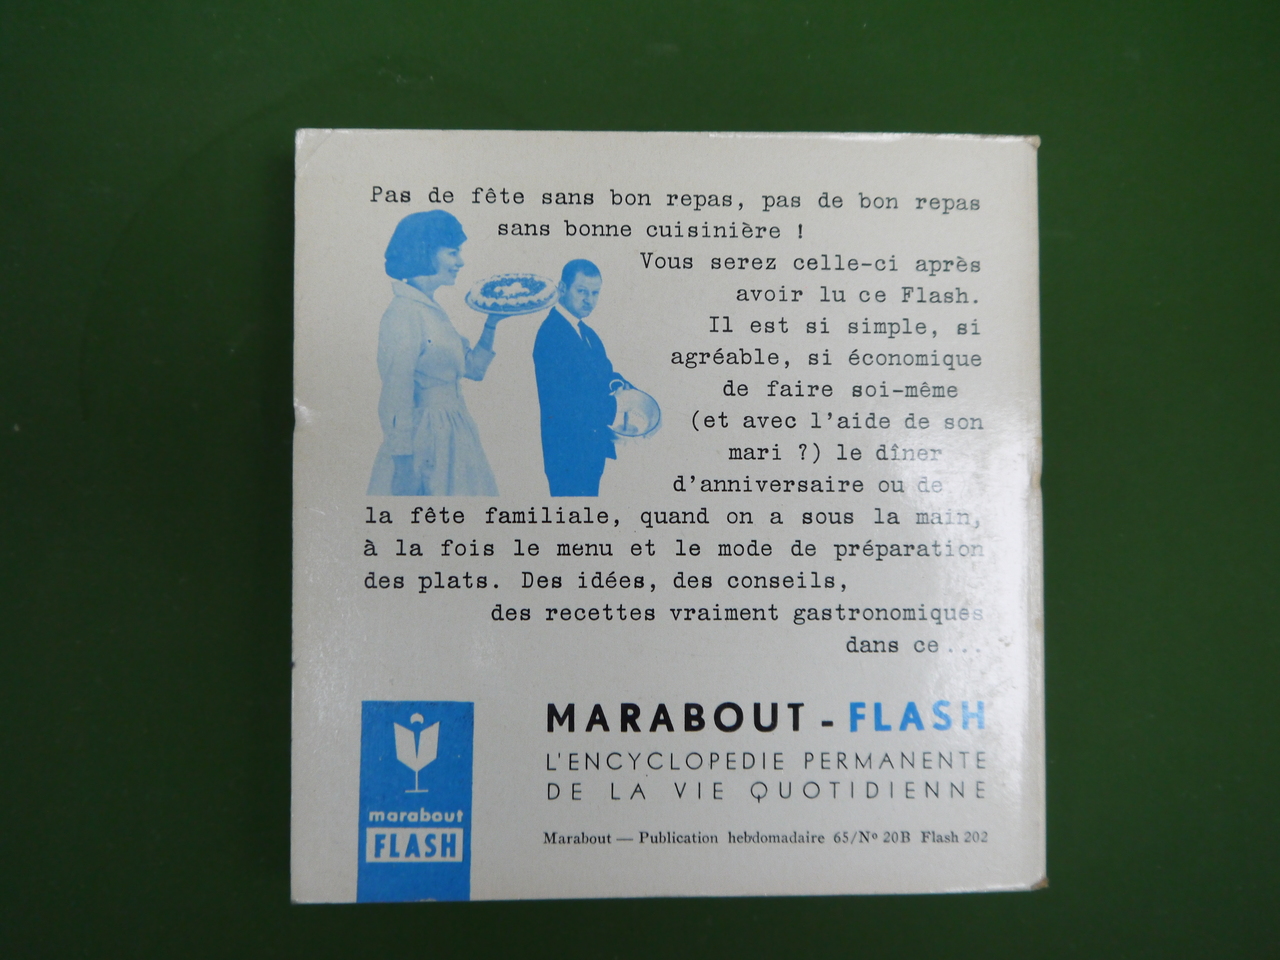 Pas de fête sans bon repas, pas de bon repas
sans bonne cuisinière !
Vous serez celle-ci après
avoir lu ce Flash.
Il est si simple, si
agréable, si économique
de faire soi-même
(et avec l'aide de son
mari ?) le dîner
d'anniversaire ou de
la fête familiale, quand on a sous la main,
à la fois le menu et le mode de préparation
des plats. Des idées, des conseils,
des recettes vraiment gastronomiques
dans ce...
MARABOUT - FLASH
L'ENCYCLOPEDIE PERMANENTE
DE LA VIE QUOTIDIENNE
Marabout — Publication hebdomadaire 65/Nº 20B Flash 202
marabout
FLASH